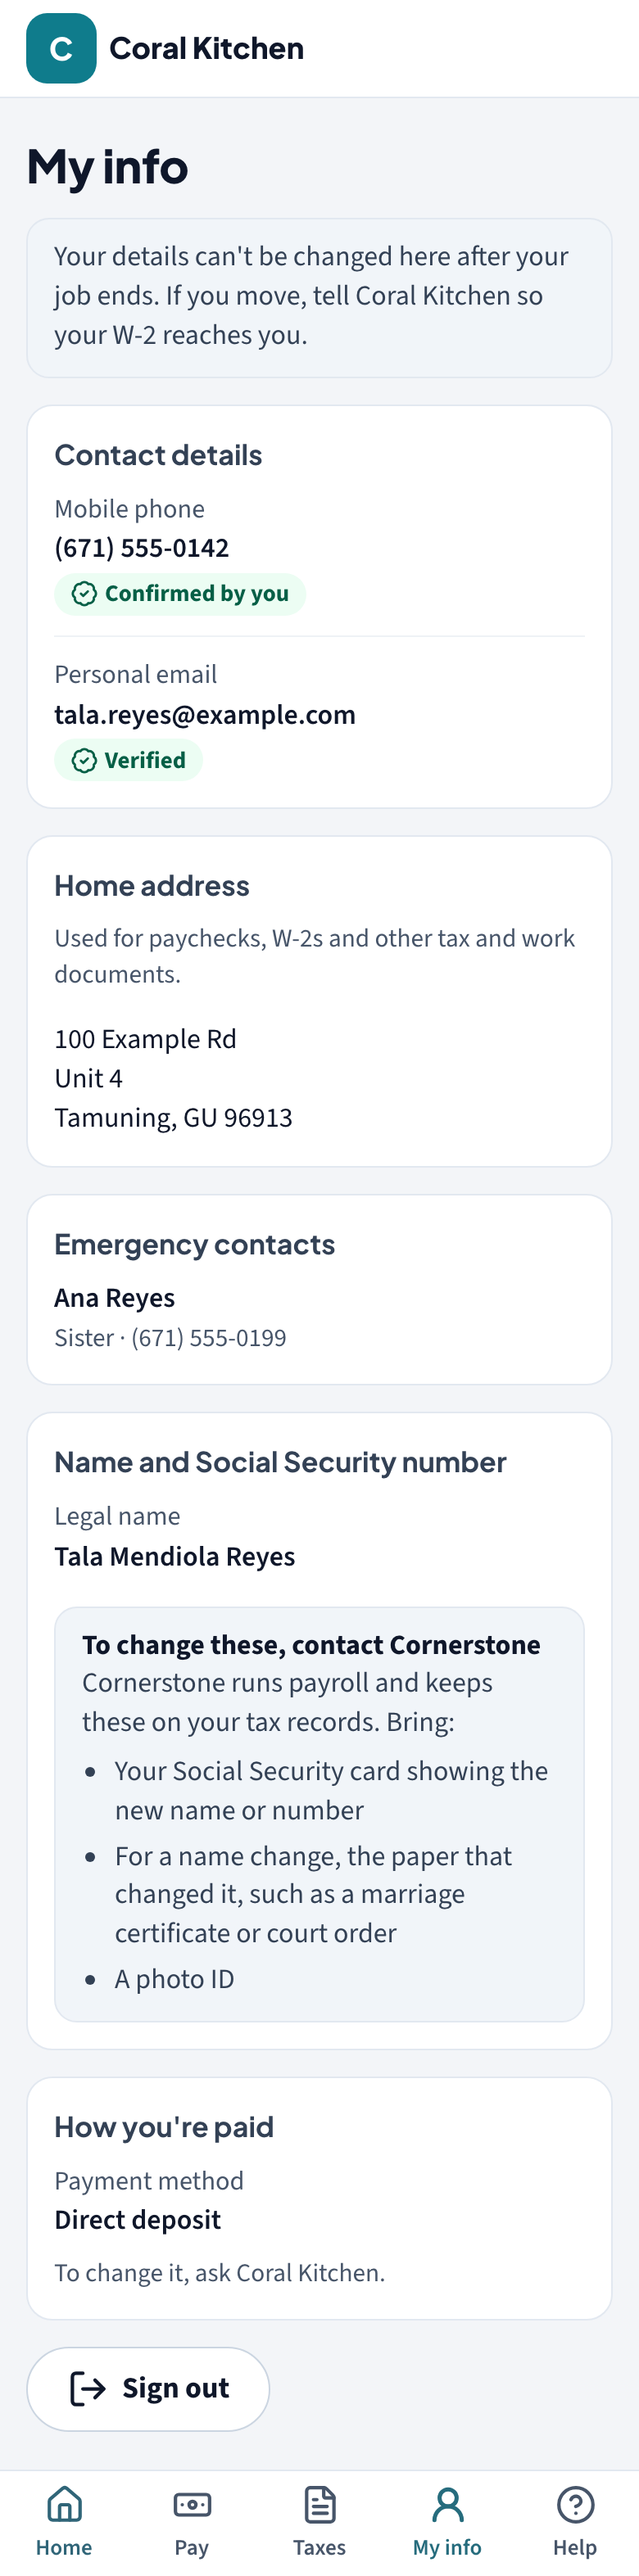 C
Coral Kitchen
My info
Your details can't be changed here after your
job ends. If you move, tell Coral Kitchen so
your W-2 reaches you.
Contact details
Mobile phone
(671) 555-0142
Confirmed by you
Personal email
tala.reyes@example.com
Verified
Home address
Used for paychecks, W-2s and other tax and work
documents.
100 Example Rd
Unit 4
Tamuning, GU 96913
Emergency contacts
Ana Reyes
Sister · (671) 555-0199
Name and Social Security number
Legal name
Tala Mendiola Reyes
To change these, contact Cornerstone
Cornerstone runs payroll and keeps
these on your tax records. Bring:
• Your Social Security card showing the
new name or number
• For a name change, the paper that
changed it, such as a marriage
certificate or court order
• A photo ID
How you're paid
Payment method
Direct deposit
To change it, ask Coral Kitchen.
Sign out
Home
Pay
Taxes
My info
Help